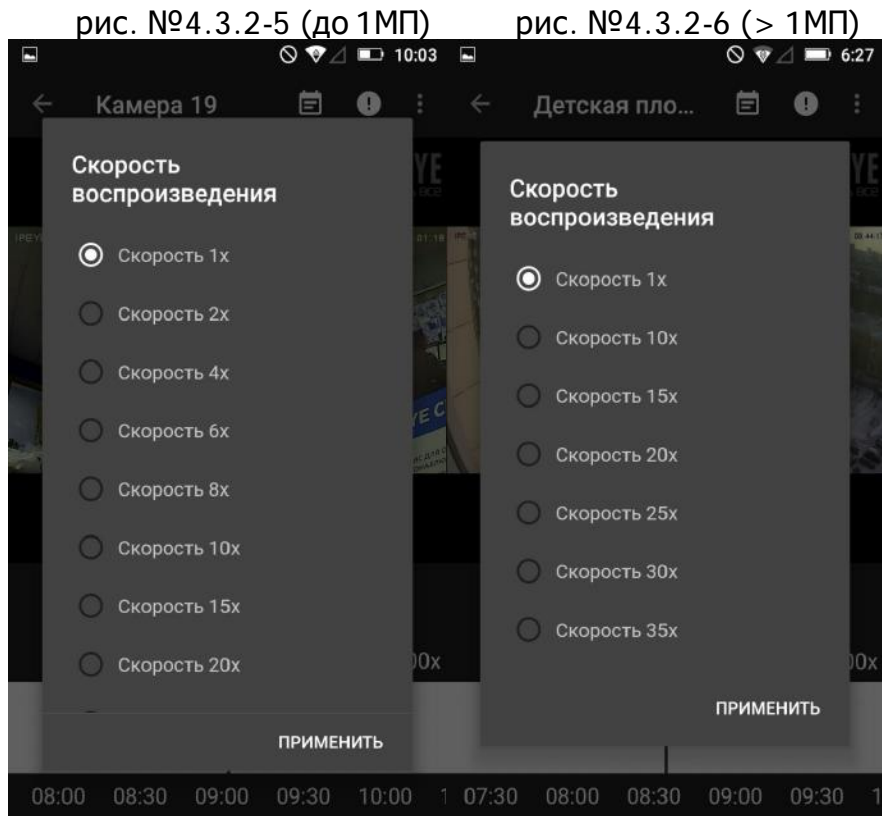 рис. №4.3.2-5 (до 1МП)
рис. №4.3.2-6 (> 1МП)
10:03
Камера 19
Скорость
воспроизведения
Скорость 1x
Скорость 2x
Скорость 4x
Скорость 6x
Скорость 8x
Скорость 10x
Скорость 15x
Скорость 20x
ПРИМЕНИТЬ
08:00 08:30 09:00 09:30 10:00
6:27
Детская пло...
Скорость
воспроизведения
Скорость 1x
Скорость 10x
Скорость 15x
Скорость 20x
Скорость 25x
Скорость 30x
Скорость 35x
ПРИМЕНИТЬ
07:30 08:00 08:30 09:00 09:30